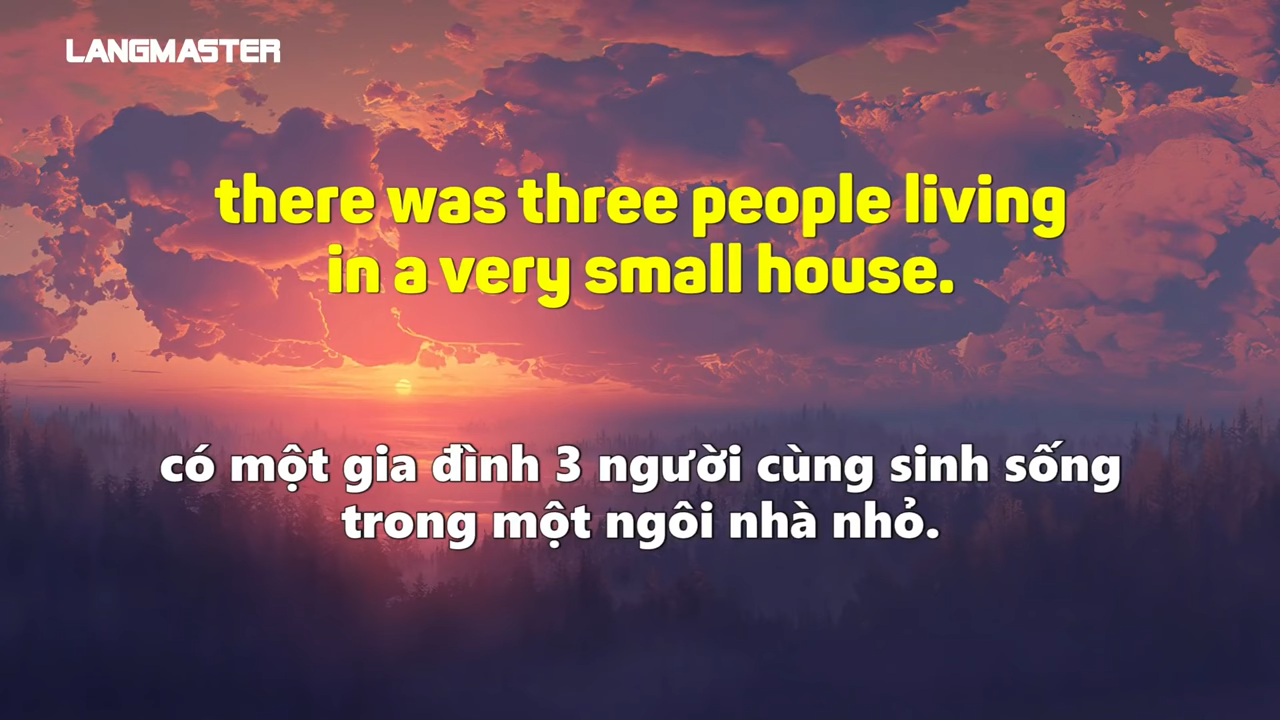 LANGMASTER
there was three people living
in a very small house.
có một gia đình 3 người cùng sinh sống
trong một ngôi nhà nhỏ.